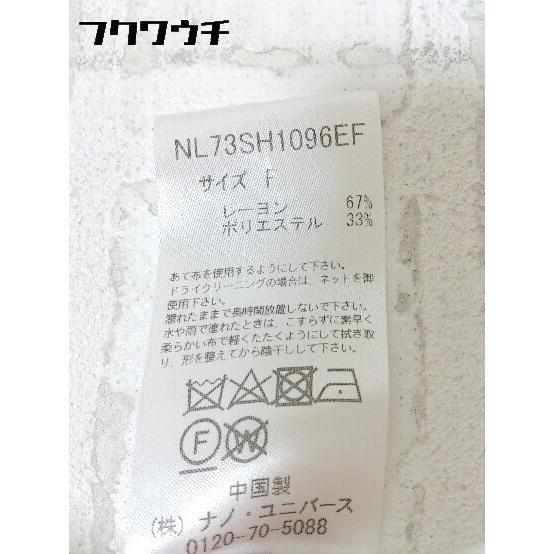 フクワウチ
NL73SH1096EF
サイズ F
レーヨン 67%
ポリエステル 33%
あて布を使用するようにして下さい。
ドライクリーニングの場合は、ネットを御
使用下さい。
濡れたままで長時間放置しないで下さい。
水や雨で濡れたときは、こすらずに素早く
柔らかい布で軽くたたくようにして拭き取
り、形を整えてから陰干しして下さい。
F
W
中国製
(株) ナノ・ユニバース
0120-70-5088